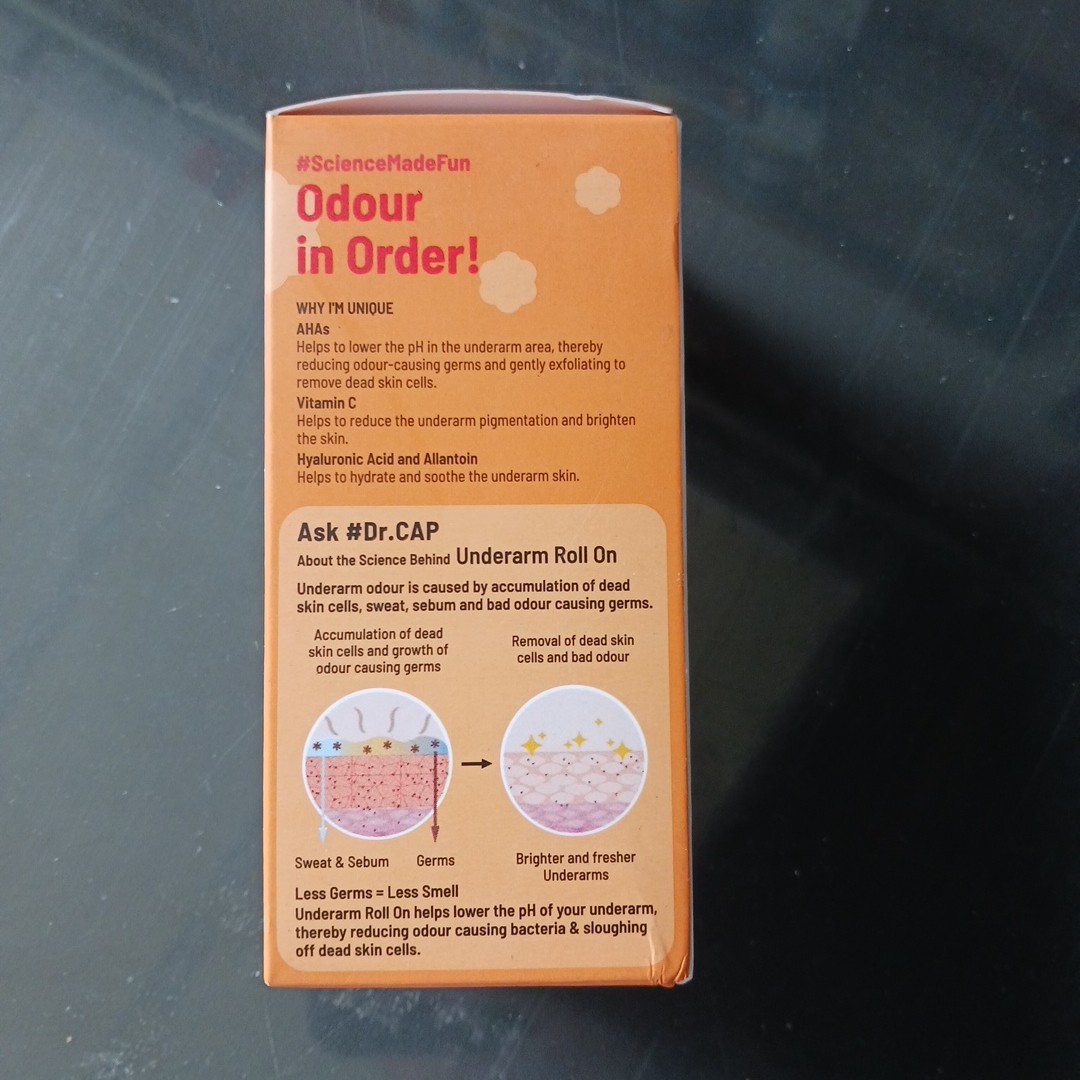 #ScienceMadeFun
Odour
in Order!
WHY I'M UNIQUE
AHAs
Helps to lower the pH in the underarm area, thereby
reducing odour-causing germs and gently exfoliating to
remove dead skin cells.
Vitamin C
Helps to reduce the underarm pigmentation and brighten
the skin.
Hyaluronic Acid and Allantoin
Helps to hydrate and soothe the underarm skin.
Ask #Dr.CAP
About the Science Behind Underarm Roll On
Underarm odour is caused by accumulation of dead
skin cells, sweat, sebum and bad odour causing germs.
Accumulation of dead
skin cells and growth of
odour causing germs
Removal of dead skin
cells and bad odour
Sweat & Sebum
Germs
Brighter and fresher
Underarms
Less Germs = Less Smell
Underarm Roll On helps lower the pH of your underarm,
thereby reducing odour causing bacteria & sloughing
off dead skin cells.